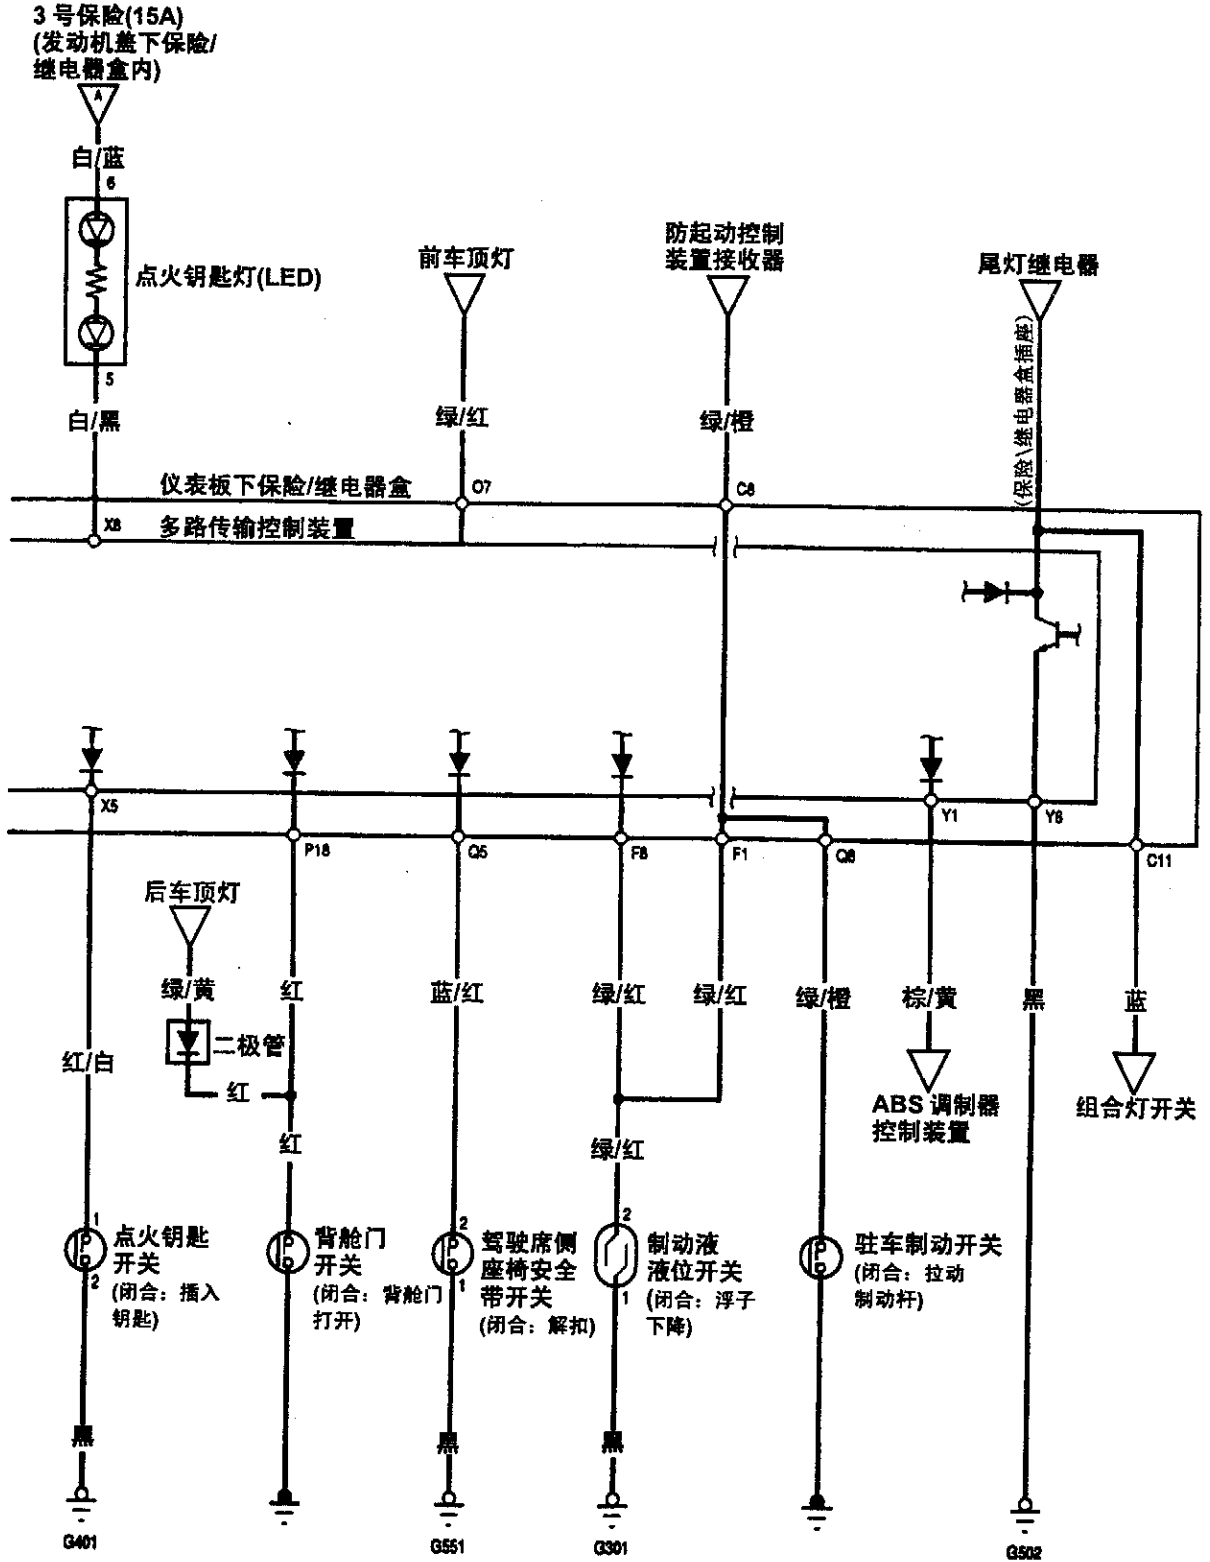 3 号保险(15A)
(发动机盖下保险/
继电器盒内)
A
白/蓝
6
点火钥匙灯(LED)
5
白/黑
前车顶灯
绿/红
防起动控制
装置接收器
绿/橙
尾灯继电器
(保险\继电器盒插座)
仪表板下保险/继电器盒
O7
C8
X8
多路传输控制装置
X5
P18
Q5
F8
F1
Q8
Y1
Y8
C11
后车顶灯
绿/黄
二极管
红
红/白
红
红
蓝/红
绿/红
绿/红
绿/红
绿/橙
棕/黄
ABS 调制器
控制装置
黑
蓝
组合灯开关
1
点火钥匙
开关
2
(闭合：插入
钥匙)
背舱门
开关
(闭合：背舱门
打开)
2
驾驶席侧
座椅安全
带开关
1
(闭合：解扣)
2
制动液
液位开关
1
(闭合：浮子
下降)
驻车制动开关
(闭合：拉动
制动杆)
黑
黑
黑
G401
G551
G301
G502